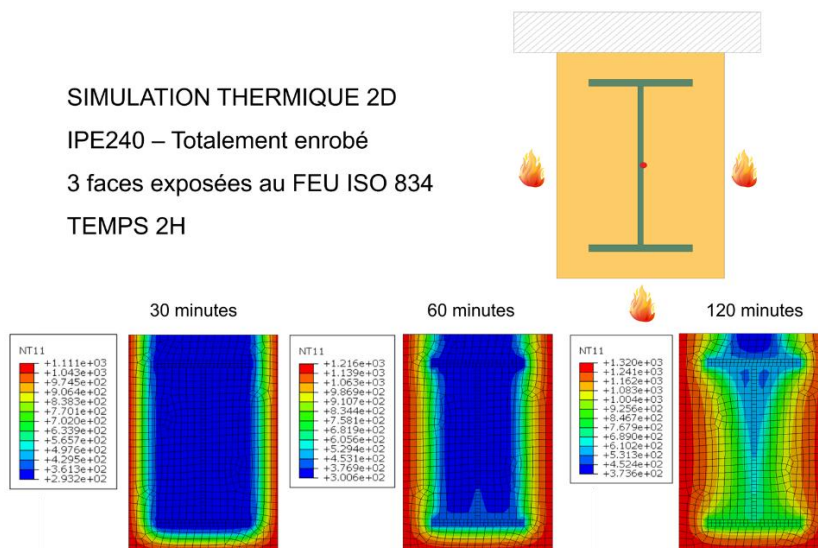 SIMULATION THERMIQUE 2D
IPE240 – Totalement enrobé
3 faces exposées au FEU ISO 834
TEMPS 2H
30 minutes
NT11
+1.111e+03
+1.043e+03
+9.745e+02
+9.064e+02
+8.383e+02
+7.701e+02
+7.020e+02
+6.339e+02
+5.657e+02
+4.976e+02
+4.295e+02
+3.613e+02
+2.932e+02
60 minutes
NT11
+1.216e+03
+1.139e+03
+1.063e+03
+9.869e+02
+9.107e+02
+8.344e+02
+7.581e+02
+6.819e+02
+6.056e+02
+5.294e+02
+4.531e+02
+3.769e+02
+3.006e+02
120 minutes
NT11
+1.320e+03
+1.241e+03
+1.162e+03
+1.083e+03
+1.004e+03
+9.256e+02
+8.467e+02
+7.679e+02
+6.890e+02
+6.102e+02
+5.313e+02
+4.524e+02
+3.736e+02